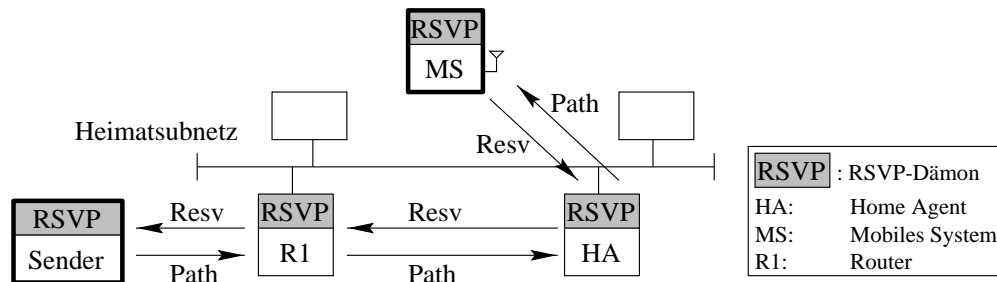 RSVP
MS
Path
Heimatsubnetz
Resv
RSVP
Sender
Resv
Path
RSVP
R1
Resv
Path
RSVP
HA
RSVP : RSVP-Dämon
HA: Home Agent
MS: Mobiles System
R1: Router